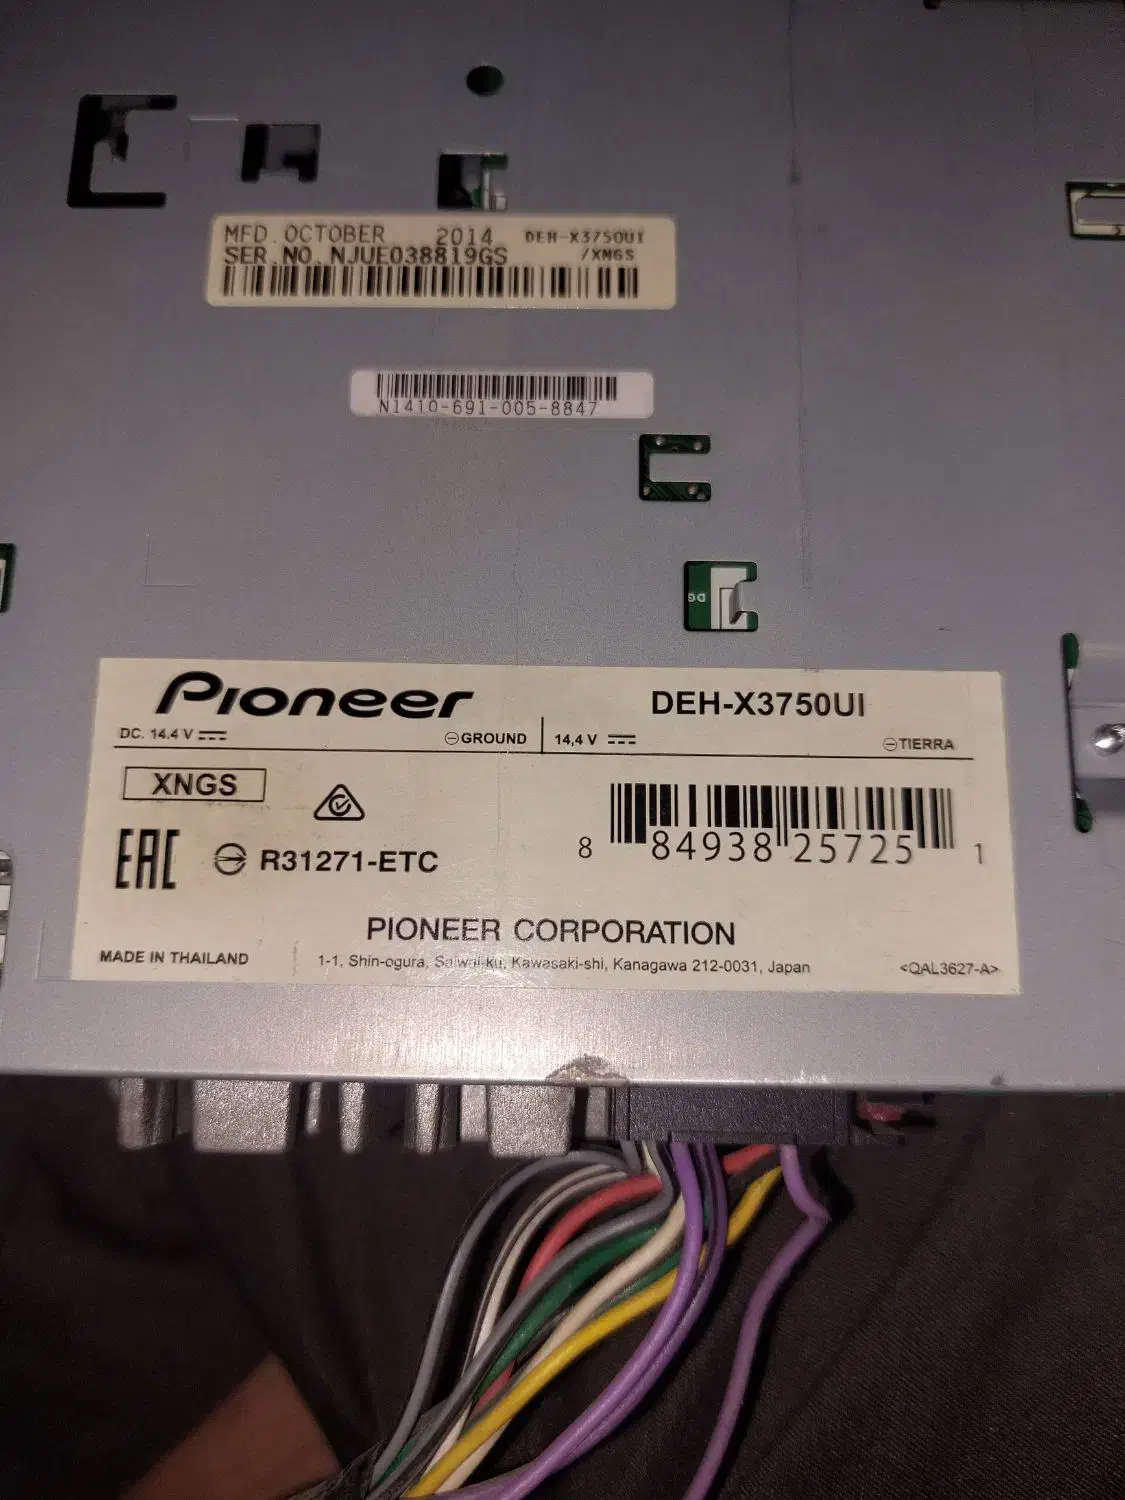 MFD. OCTOBER 2014 DEH-X3750UI
SER.NO. NJUE038819GS /XNGS
N1410-691-005-8847
DG
Pioneer DEH-X3750UI
DC. 14.4 V ⊖GROUND 14,4 V ⊖TIERRA
XNGS
EAC R31271-ETC
8 84938 25725 1
PIONEER CORPORATION
MADE IN THAILAND 1-1, Shin-ogura, Saiwai-ku, Kawasaki-shi, Kanagawa 212-0031, Japan <QAL3627-A>